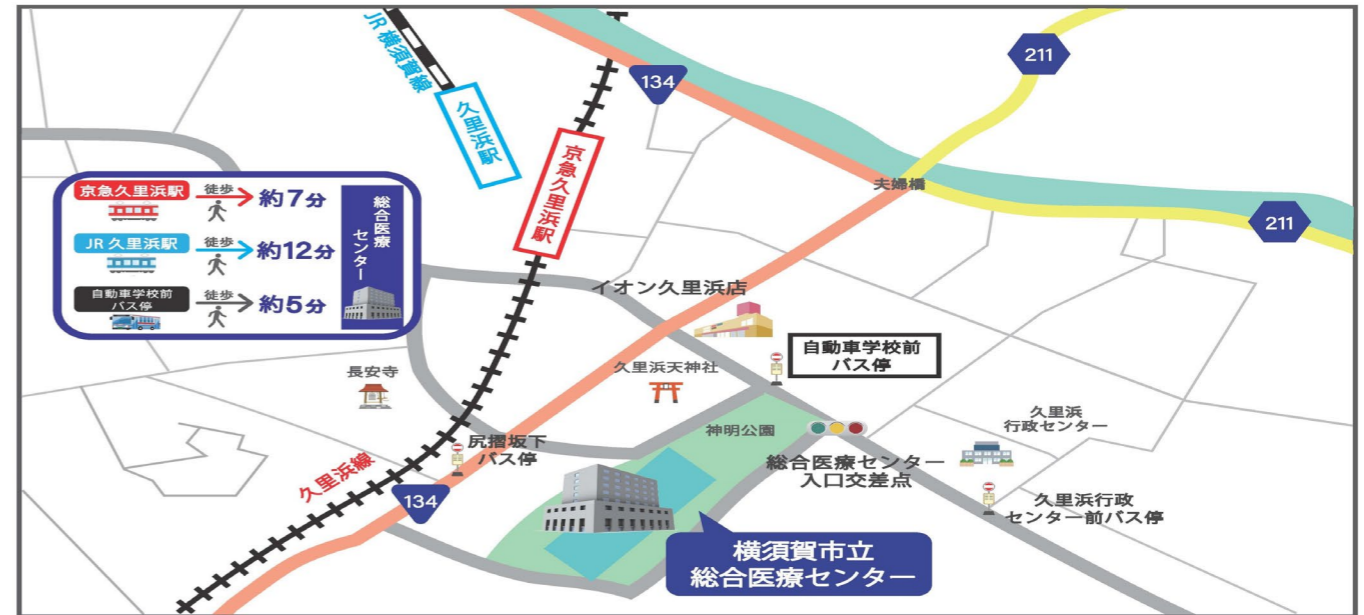 JR 横須賀線
久里浜駅
134
211
京急久里浜駅
夫婦橋
211
京急久里浜駅
徒歩
約7分
JR 久里浜駅
徒歩
約12分
自動車学校前
バス停
徒歩
約5分
総合医療
センター
イオン久里浜店
自動車学校前
バス停
長安寺
久里浜天神社
久里浜
行政センター
神明公園
尻摺坂下
バス停
総合医療センター
入口交差点
久里浜線
134
久里浜行政
センター前バス停
横須賀市立
総合医療センター